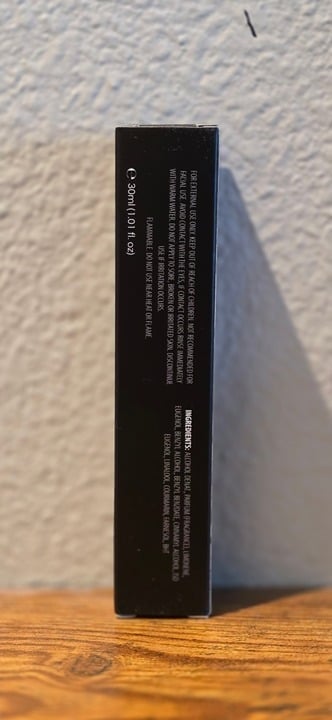 FOR EXTERNAL USE ONLY. KEEP OUT OF REACH OF CHILDREN. NOT RECOMMENDED FOR
FACIAL USE. AVOID CONTACT WITH THE EYES, IF CONTACT OCCURS RINSE IMMEDIATELY
WITH WARM WATER. DO NOT APPLY TO SORE, BROKEN OR IRRITATED SKIN. DISCONTINUE
USE IF IRRITATION OCCURS.
FLAMMABLE: DO NOT USE NEAR HEAT OR FLAME.
℮ 30ml (1.01 fl. oz)
INGREDIENTS: ALCOHOL DENAT., PARFUM (FRAGRANCE), LIMONENE,
EUGENOL, BENZYL ALCOHOL, BENZYL BENZOATE, CINNAMYL ALCOHOL, ISO
EUGENOL, LINALOOL, COURMARIN, FARNESOL, BHT